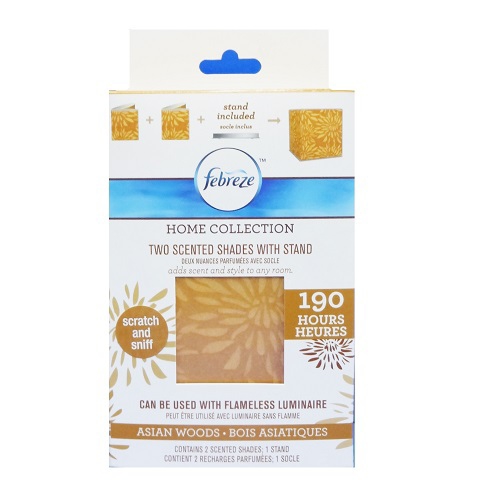 stand
included
socle inclus
febreze™
HOME COLLECTION
TWO SCENTED SHADES WITH STAND
DEUX NUANCES PARFUMÉES AVEC SOCLE
adds scent and style to any room.
190
HOURS
HEURES
scratch
and
sniff
CAN BE USED WITH FLAMELESS LUMINAIRE
PEUT ÊTRE UTILISÉ AVEC LUMINAIRE SANS FLAMME
ASIAN WOODS • BOIS ASIATIQUES
CONTAINS 2 SCENTED SHADES; 1 STAND
CONTIENT 2 RECHARGES PARFUMÉES; 1 SOCLE